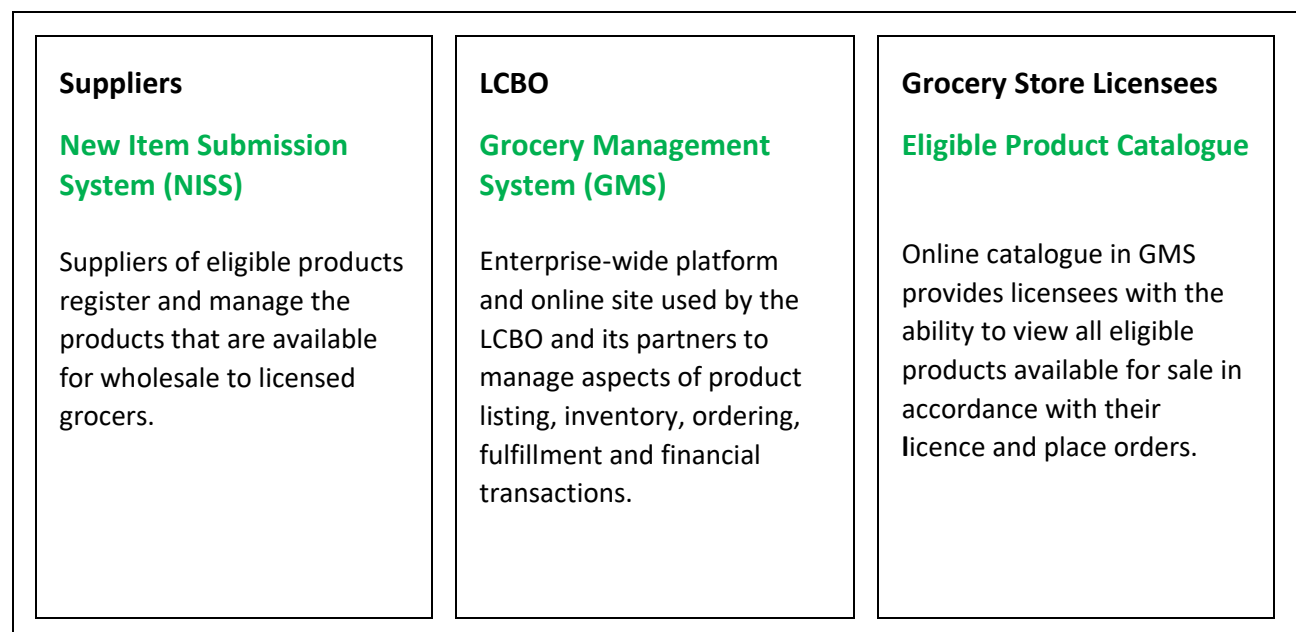 Suppliers
New Item Submission
System (NISS)
Suppliers of eligible products
register and manage the
products that are available
for wholesale to licensed
grocers.
LCBO
Grocery Management
System (GMS)
Enterprise-wide platform
and online site used by the
LCBO and its partners to
manage aspects of product
listing, inventory, ordering,
fulfillment and financial
transactions.
Grocery Store Licensees
Eligible Product Catalogue
Online catalogue in GMS
provides licensees with the
ability to view all eligible
products available for sale in
accordance with their
licence and place orders.